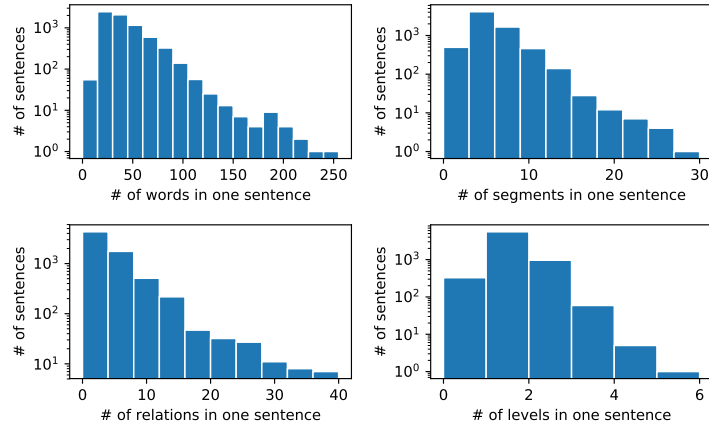 # of sentences
10³
10²
10¹
10⁰
0 50 100 150 200 250
# of words in one sentence
# of sentences
10³
10²
10¹
10⁰
0 10 20 30
# of segments in one sentence
# of sentences
10³
10²
10¹
0 10 20 30 40
# of relations in one sentence
# of sentences
10³
10²
10¹
10⁰
0 2 4 6
# of levels in one sentence